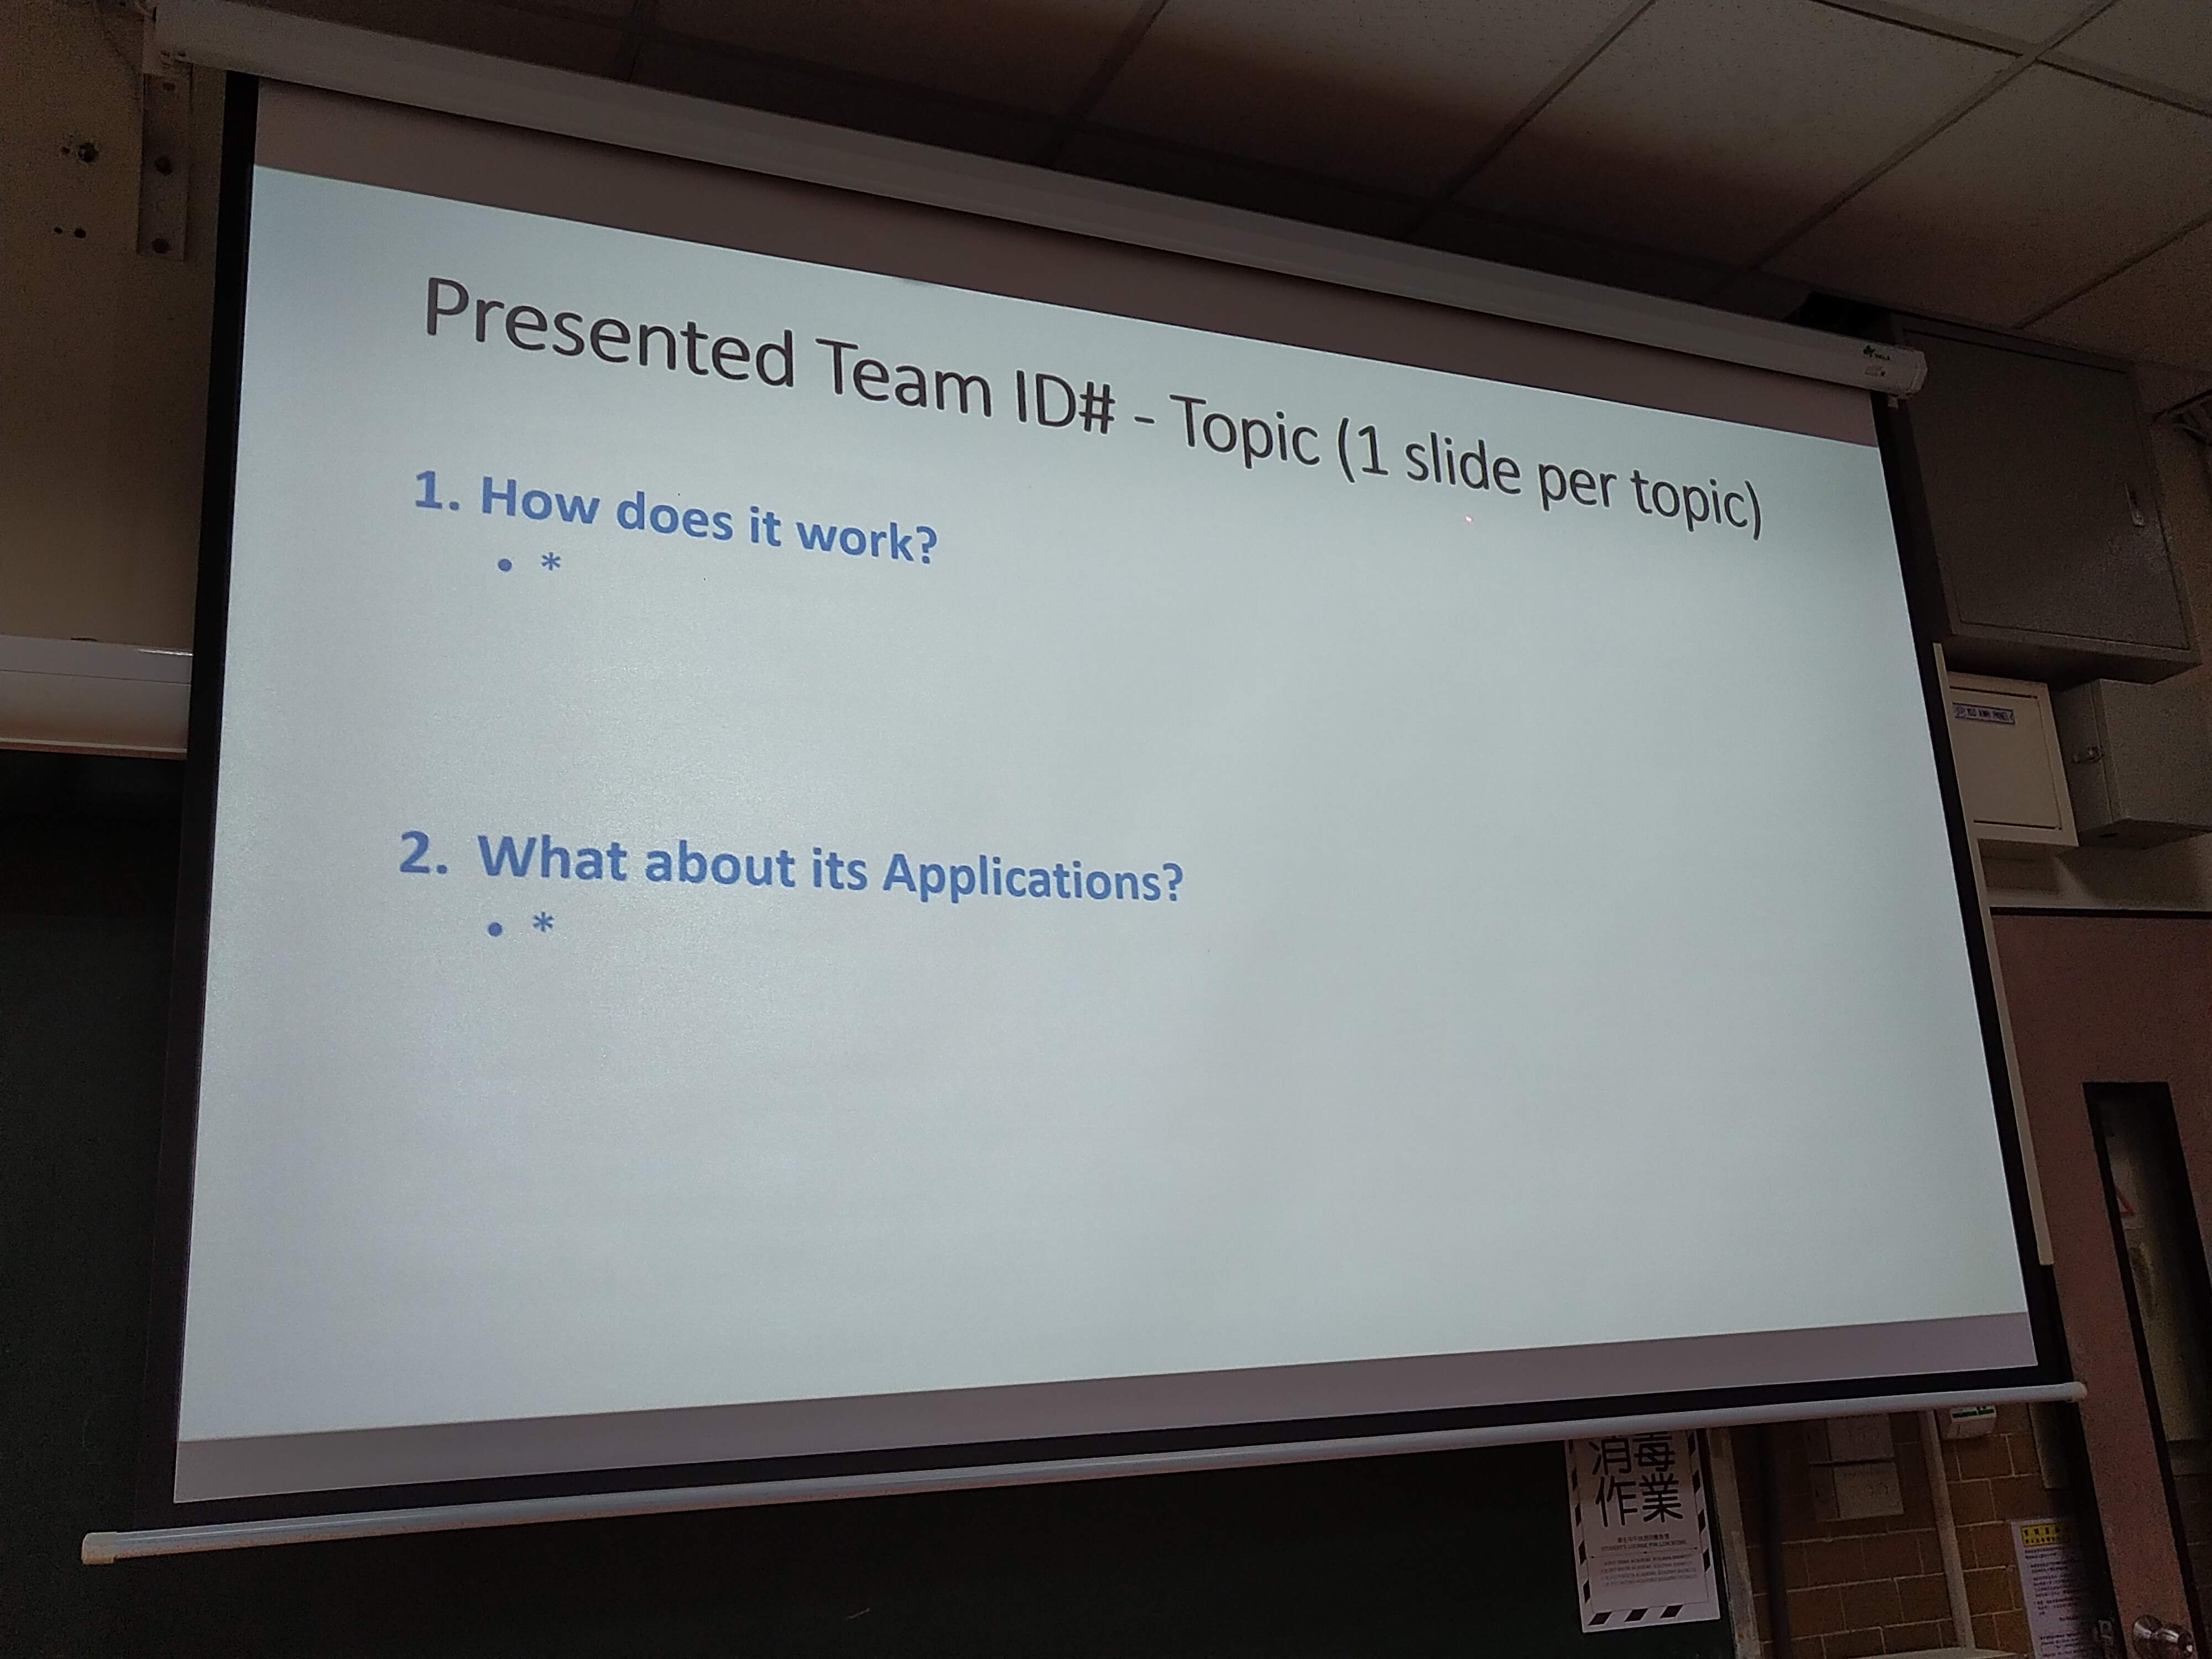 Presented Team ID# - Topic (1 slide per topic)
1. How does it work?
• *
2. What about its Applications?
• *
消毒
作業